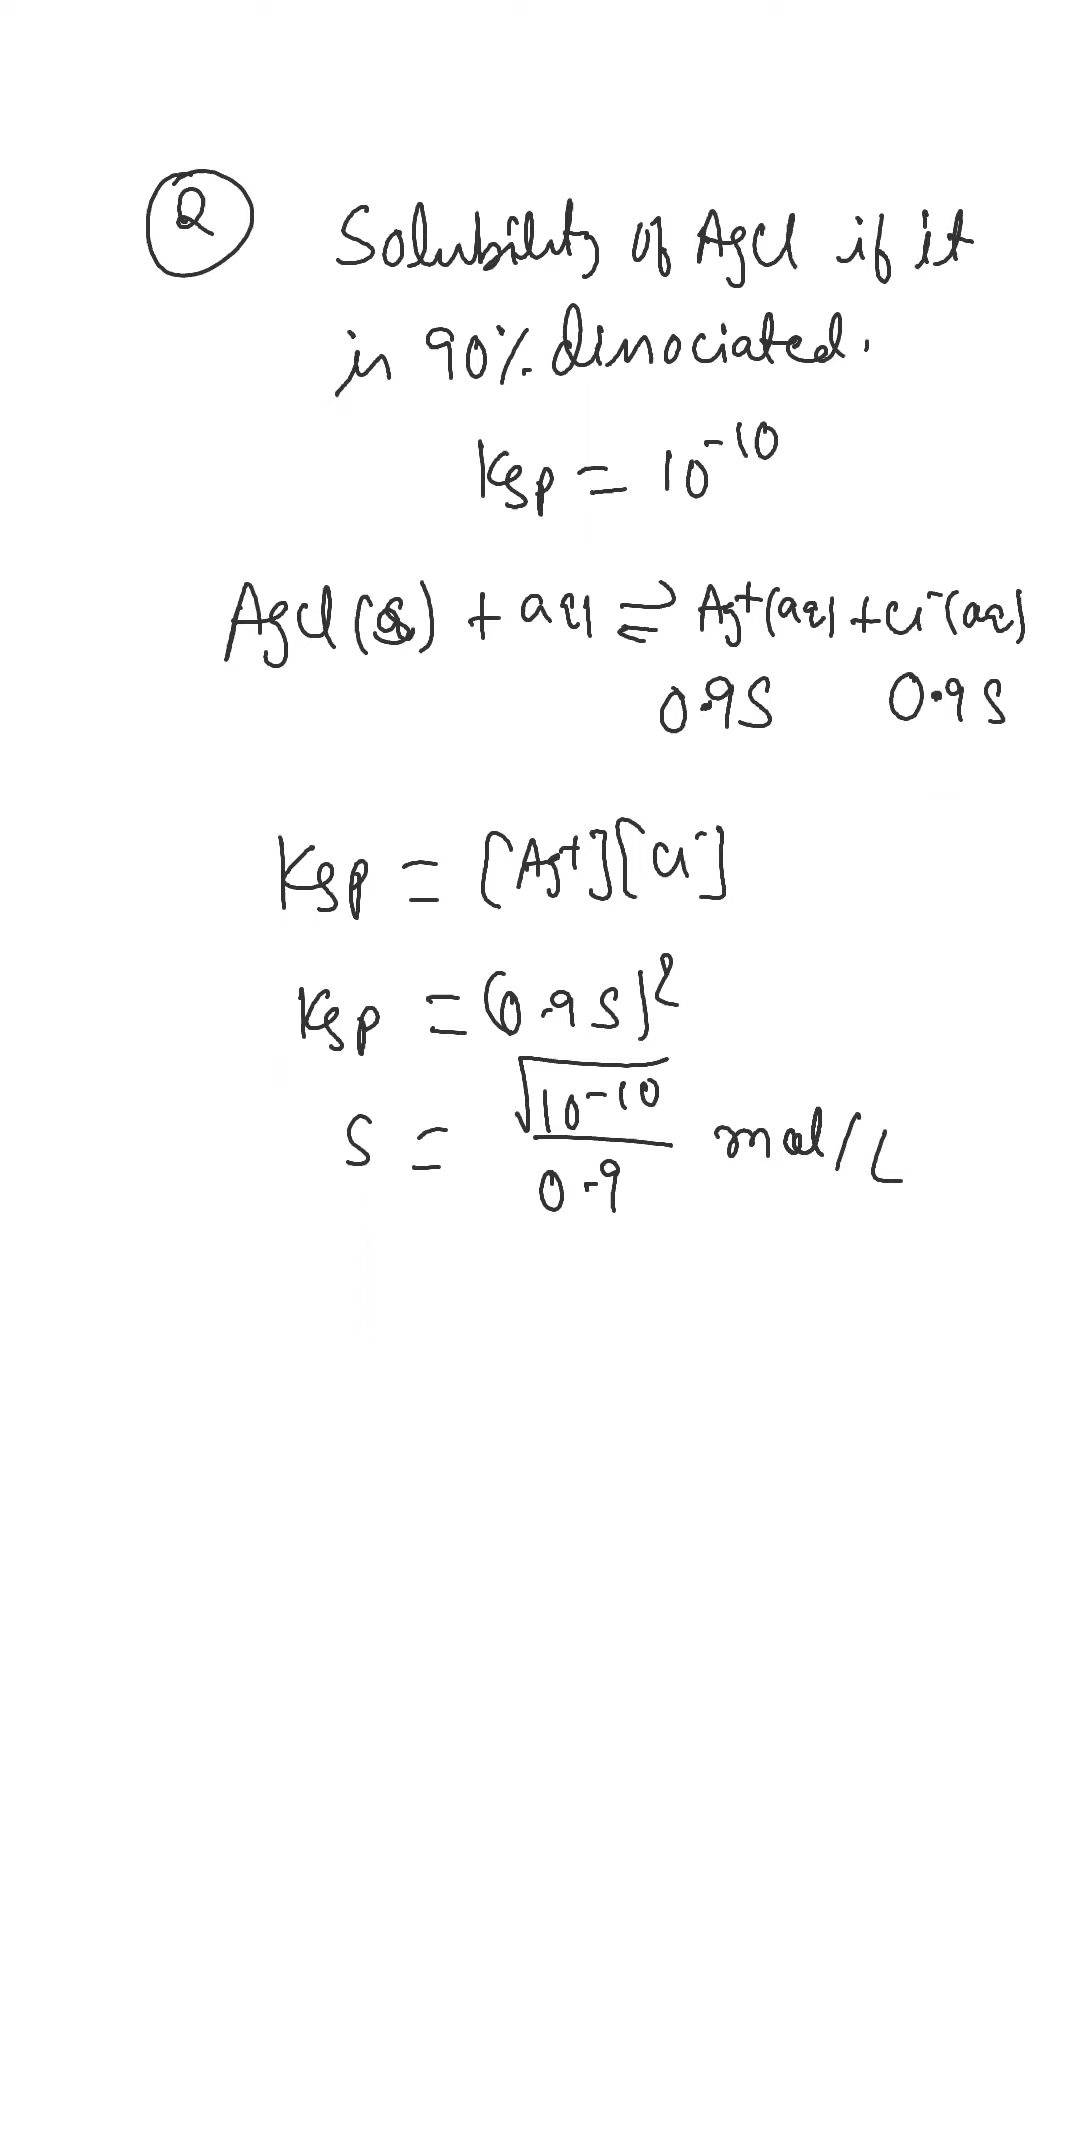 Q Solubility of AgCl if it
is 90% dissociated.
Ksp = 10⁻¹⁰
AgCl(s) + aq ⇌ Ag⁺(aq) + Cl⁻(aq)
0.9S 0.9S
Ksp = [Ag⁺][Cl⁻]
Ksp = (0.9S)²
S = √10⁻¹⁰ / 0.9 mol/L